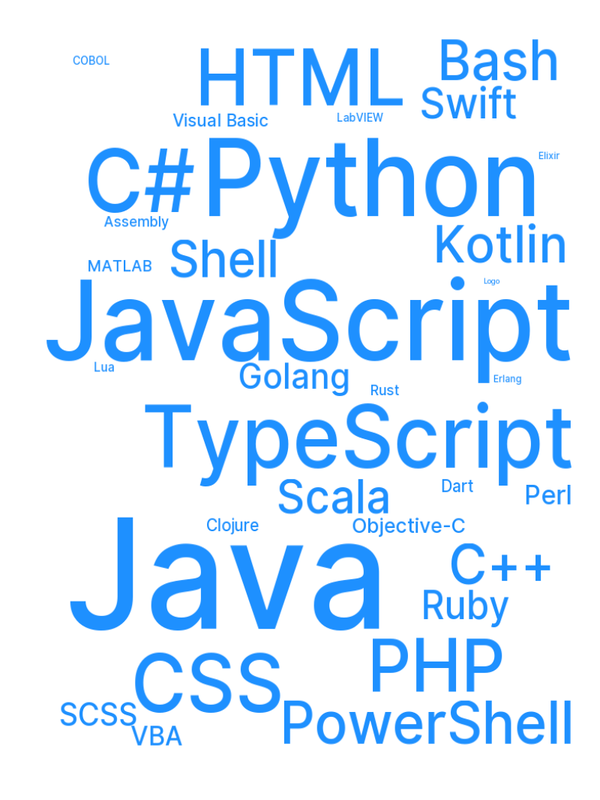 COBOL
HTML
Bash
Swift
Visual Basic
LabVIEW
C#
Python
Elixir
Assembly
Kotlin
Shell
MATLAB
JavaScript
Logo
Lua
Golang
Erlang
Rust
TypeScript
Scala
Dart
Perl
Clojure
Objective-C
Java
C++
Ruby
PHP
CSS
SCSS
PowerShell
VBA